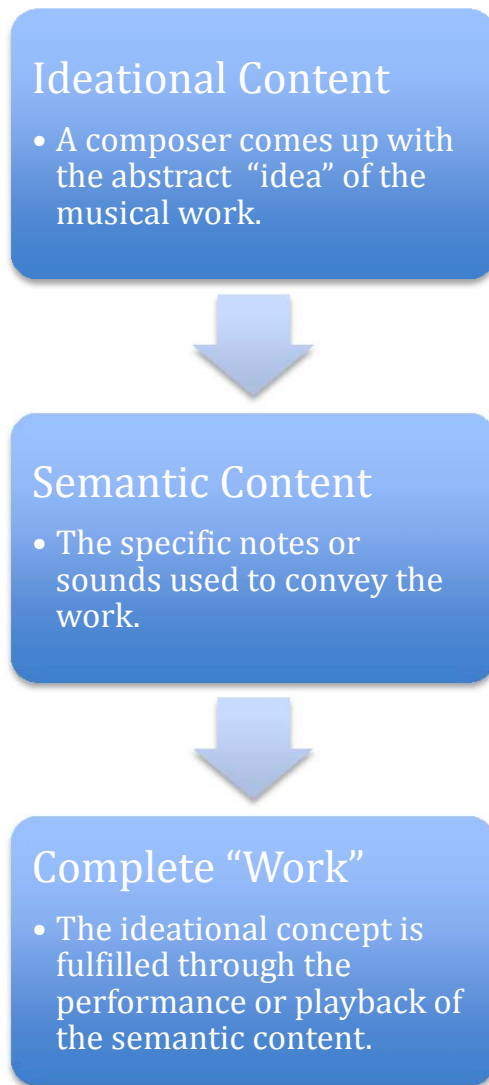 Ideational Content
• A composer comes up with
the abstract “idea” of the
musical work.
Semantic Content
• The specific notes or
sounds used to convey the
work.
Complete “Work”
• The ideational concept is
fulfilled through the
performance or playback of
the semantic content.